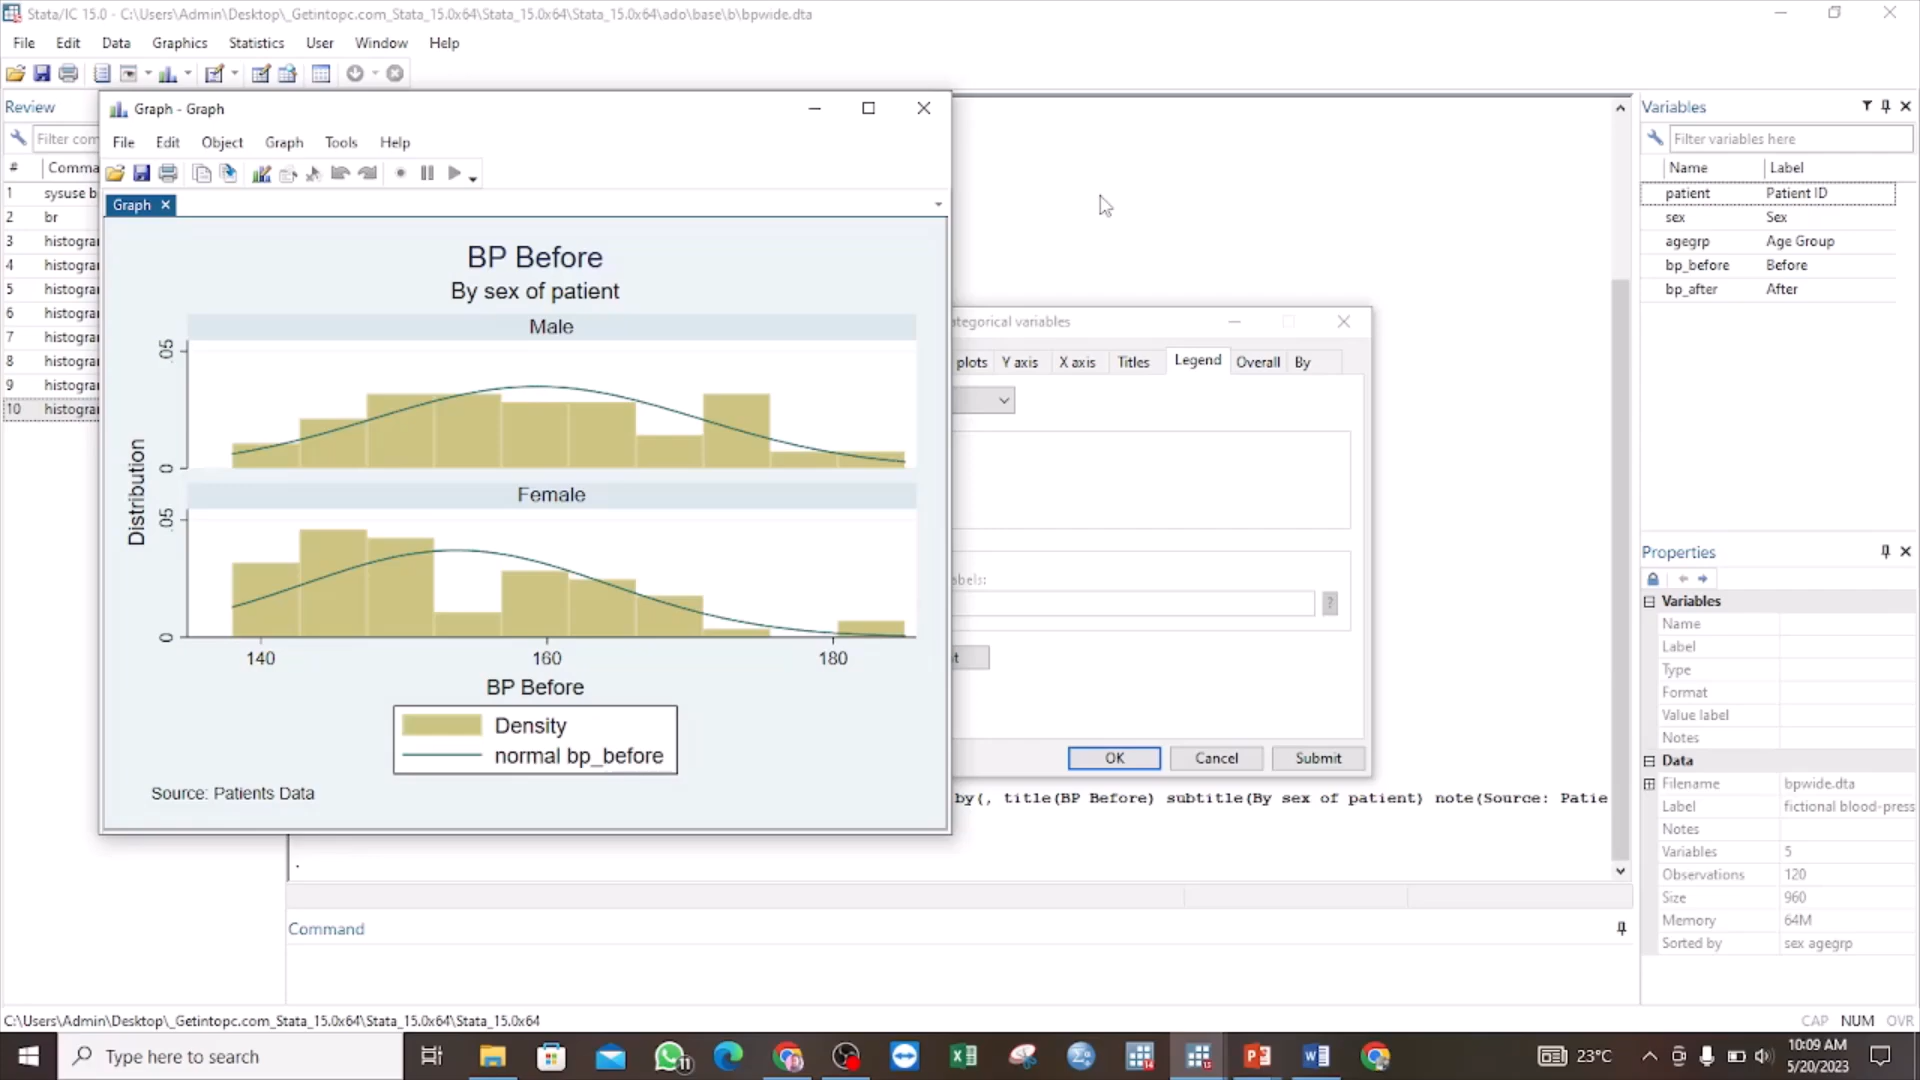 Stata/IC 15.0 - C:\Users\Admin\Desktop\_Getintopc.com_Stata_15.0x64\Stata_15.0x64\Stata_15.0x64\ado\base\b\bpwide.dta
File Edit Data Graphics Statistics User Window Help
Review
Filter com
# Comma
1 sysuse b
2 br
3 histogra
4 histogra
5 histogra
6 histogra
7 histogra
8 histogra
9 histogra
10 histogra
Graph - Graph
File Edit Object Graph Tools Help
Graph
BP Before
By sex of patient
Male
.05
0
Distribution
Female
.05
0
140 160 180
BP Before
Density
normal bp_before
Source: Patients Data
ategorical variables
plots Y axis X axis Titles Legend Overall By
abels:
?
t
OK Cancel Submit
by(, title(BP Before) subtitle(By sex of patient) note(Source: Patie
.
Command
Variables
Filter variables here
Name Label
patient Patient ID
sex Sex
agegrp Age Group
bp_before Before
bp_after After
Properties
Variables
Name
Label
Type
Format
Value label
Notes
Data
Filename bpwide.dta
Label fictional blood-press
Notes
Variables 5
Observations 120
Size 960
Memory 64M
Sorted by sex agegrp
C:\Users\Admin\Desktop\_Getintopc.com_Stata_15.0x64\Stata_15.0x64\Stata_15.0x64
CAP NUM OVR
Type here to search
11
23°C
10:09 AM
5/20/2023